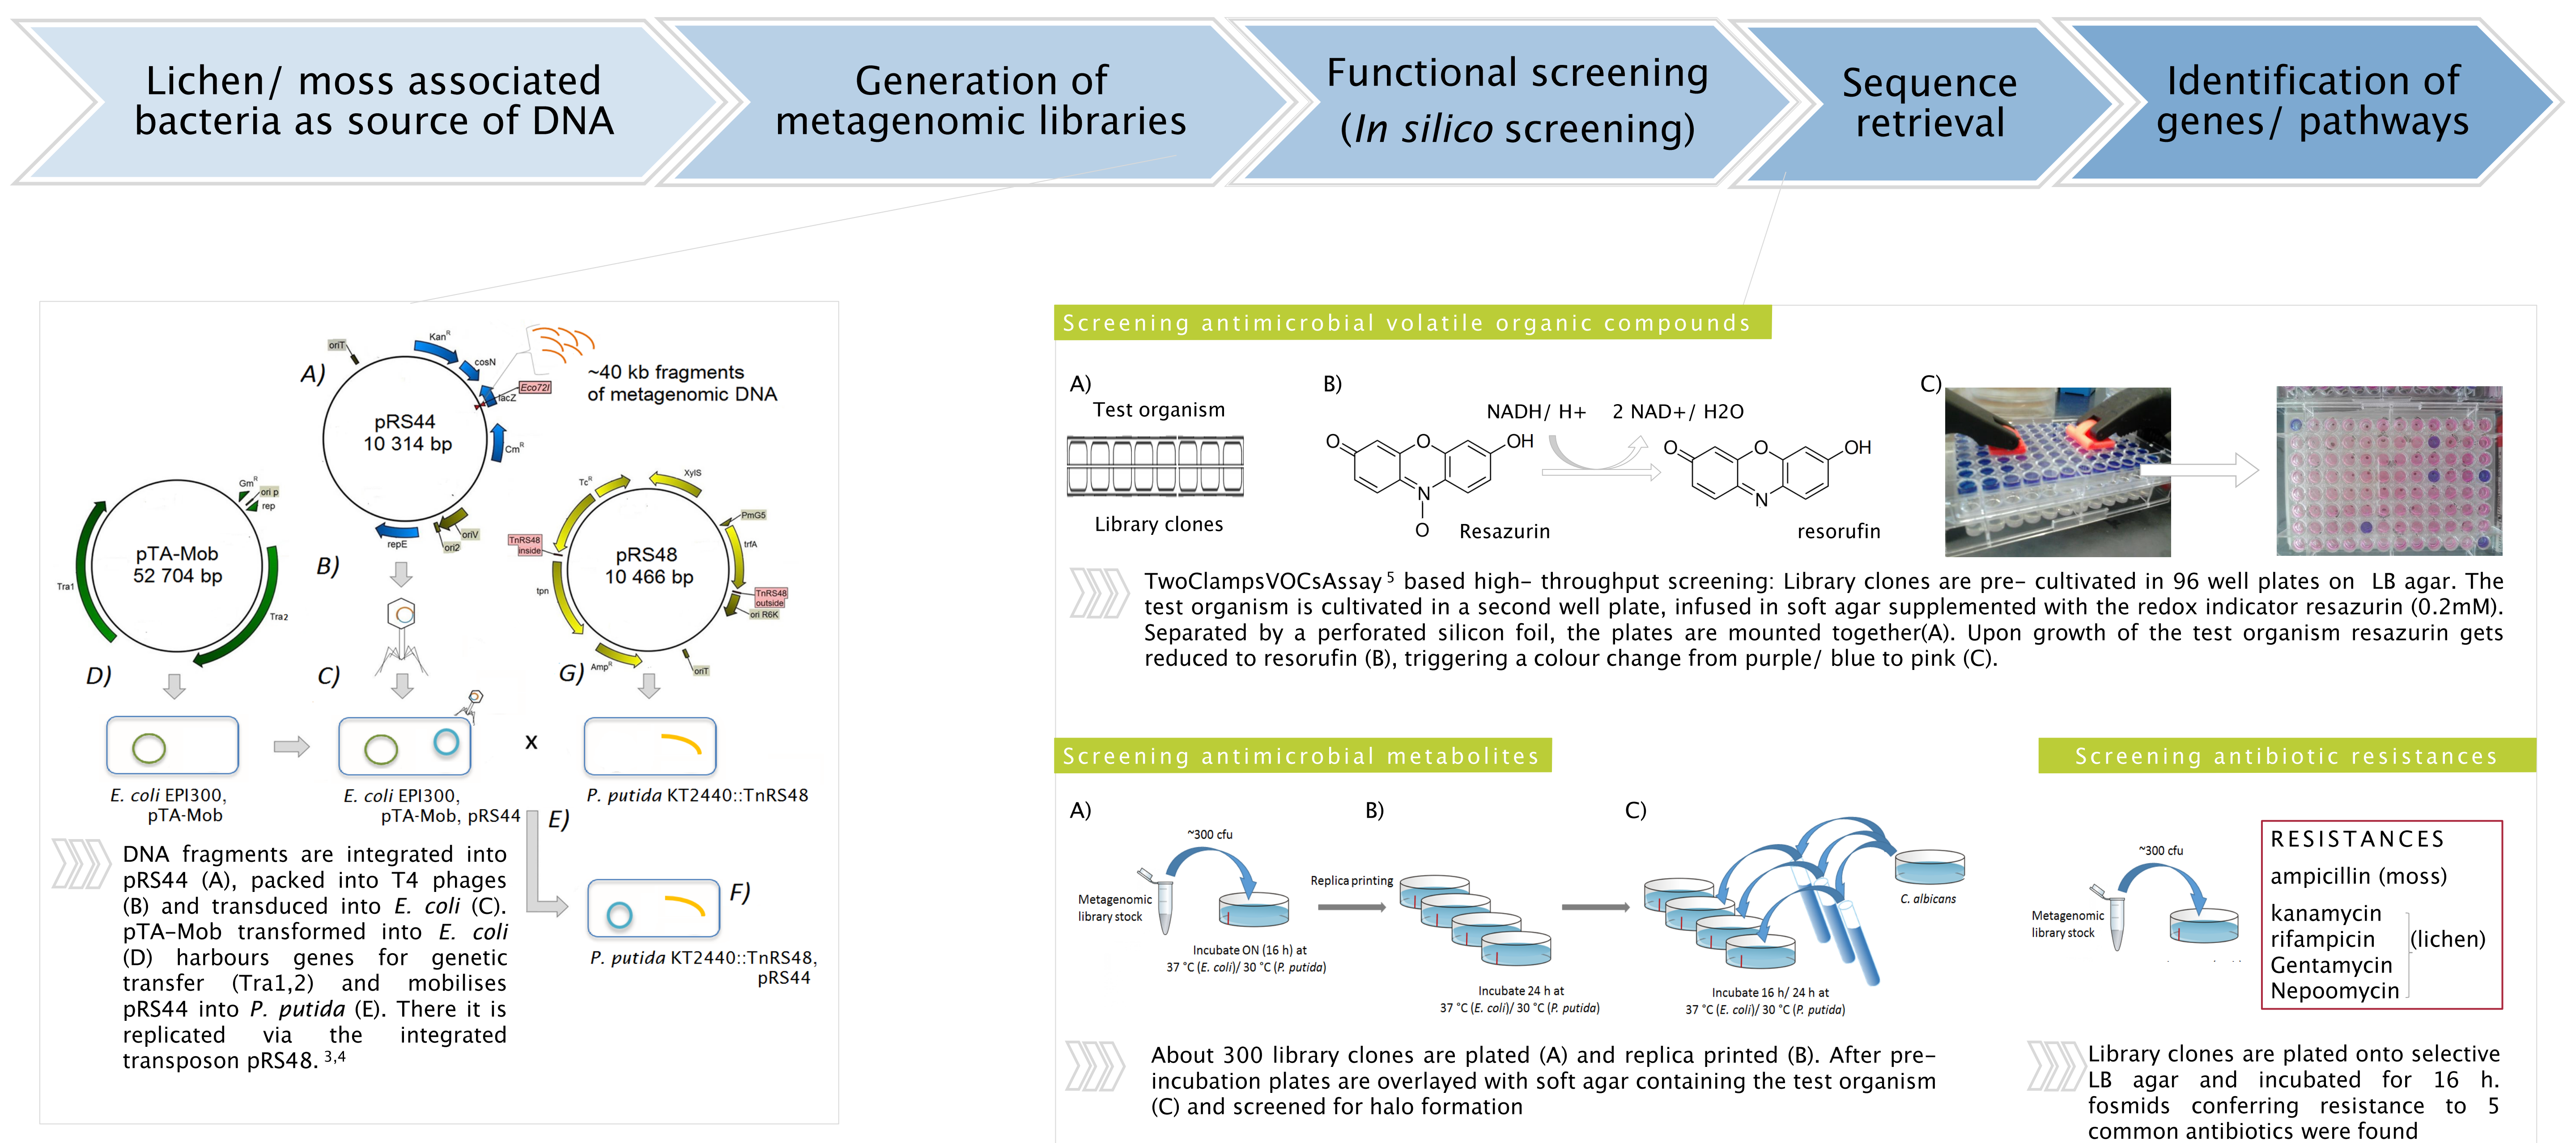 Lichen/ moss associated
bacteria as source of DNA
Generation of
metagenomic libraries
Functional screening
(In silico screening)
Sequence
retrieval
Identification of
genes/ pathways
A)
oriT
KanR
cosN
Eco72I
lacZ
CmR
~40 kb fragments
of metagenomic DNA
pRS44
10 314 bp
repE
ori2
oriV
B)
GmR
ori p
rep
pTA-Mob
52 704 bp
Tra1
Tra2
TcR
XylS
PmG5
trfA
TnRS48
inside
pRS48
10 466 bp
tpn
TnRS48
outside
ori R6K
AmpR
oriT
D)
C)
G)
x
E. coli EPI300,
pTA-Mob
E. coli EPI300,
pTA-Mob, pRS44
P. putida KT2440::TnRS48
E)
F)
P. putida KT2440::TnRS48,
pRS44
DNA fragments are integrated into
pRS44 (A), packed into T4 phages
(B) and transduced into E. coli (C).
pTA-Mob transformed into E. coli
(D) harbours genes for genetic
transfer (Tra1,2) and mobilises
pRS44 into P. putida (E). There it is
replicated via the integrated
transposon pRS48. 3,4
Screening antimicrobial volatile organic compounds
A)
Test organism
Library clones
B)
NADH/ H+ 2 NAD+/ H2O
O
O
OH
N
O
Resazurin
O
O
OH
N
resorufin
C)
TwoClampsVOCsAssay 5 based high- throughput screening: Library clones are pre- cultivated in 96 well plates on LB agar. The
test organism is cultivated in a second well plate, infused in soft agar supplemented with the redox indicator resazurin (0.2mM).
Separated by a perforated silicon foil, the plates are mounted together(A). Upon growth of the test organism resazurin gets
reduced to resorufin (B), triggering a colour change from purple/ blue to pink (C).
Screening antimicrobial metabolites
A)
~300 cfu
Metagenomic
library stock
Incubate ON (16 h) at
37 °C (E. coli)/ 30 °C (P. putida)
B)
Replica printing
Incubate 24 h at
37 °C (E. coli)/ 30 °C (P. putida)
C)
C. albicans
Incubate 16 h/ 24 h at
37 °C (E. coli)/ 30 °C (P. putida)
About 300 library clones are plated (A) and replica printed (B). After pre-
incubation plates are overlayed with soft agar containing the test organism
(C) and screened for halo formation
Screening antibiotic resistances
~300 cfu
Metagenomic
library stock
RESISTANCES
ampicillin (moss)
kanamycin
rifampicin
(lichen)
Gentamycin
Nepoomycin
Library clones are plated onto selective
LB agar and incubated for 16 h.
fosmids conferring resistance to 5
common antibiotics were found